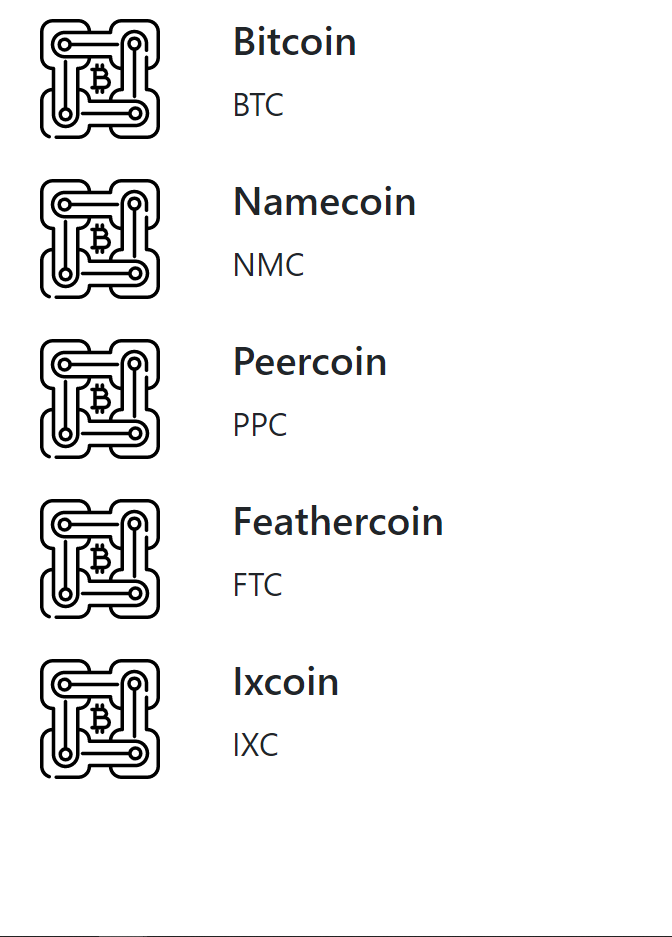 Bitcoin
BTC
Namecoin
NMC
Peercoin
PPC
Feathercoin
FTC
Ixcoin
IXC